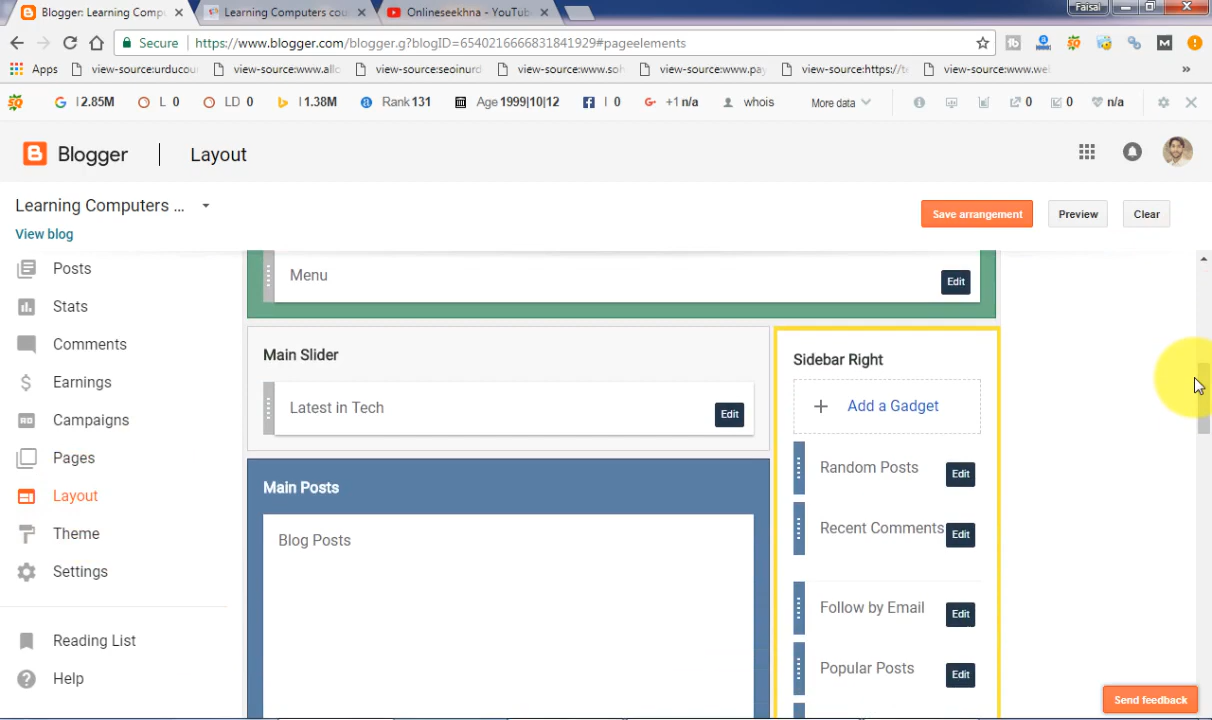 Blogger: Learning Comp
Learning Computers cou
Onlineseekhna - YouTub
Faisal
Secure
https://www.blogger.com/blogger.g?blogID=6540216666831841929#pageelements
Apps
view-source:urducour
view-source:www.allc
view-source:seoinurd
view-source:www.soh
view-source:www.pay
view-source:https://te
view-source:www.wel
»
I 2.85M
L 0
LD 0
I 1.38M
Rank 131
Age 1999|10|12
I 0
+1 n/a
whois
More data
0
0
n/a
Blogger
Layout
Learning Computers ...
View blog
Save arrangement
Preview
Clear
Posts
Stats
Comments
Earnings
Campaigns
Pages
Layout
Theme
Settings
Reading List
Help
Menu
Edit
Main Slider
Latest in Tech
Edit
Main Posts
Blog Posts
Sidebar Right
Add a Gadget
Random Posts
Edit
Recent Comments
Edit
Follow by Email
Edit
Popular Posts
Edit
Send feedback